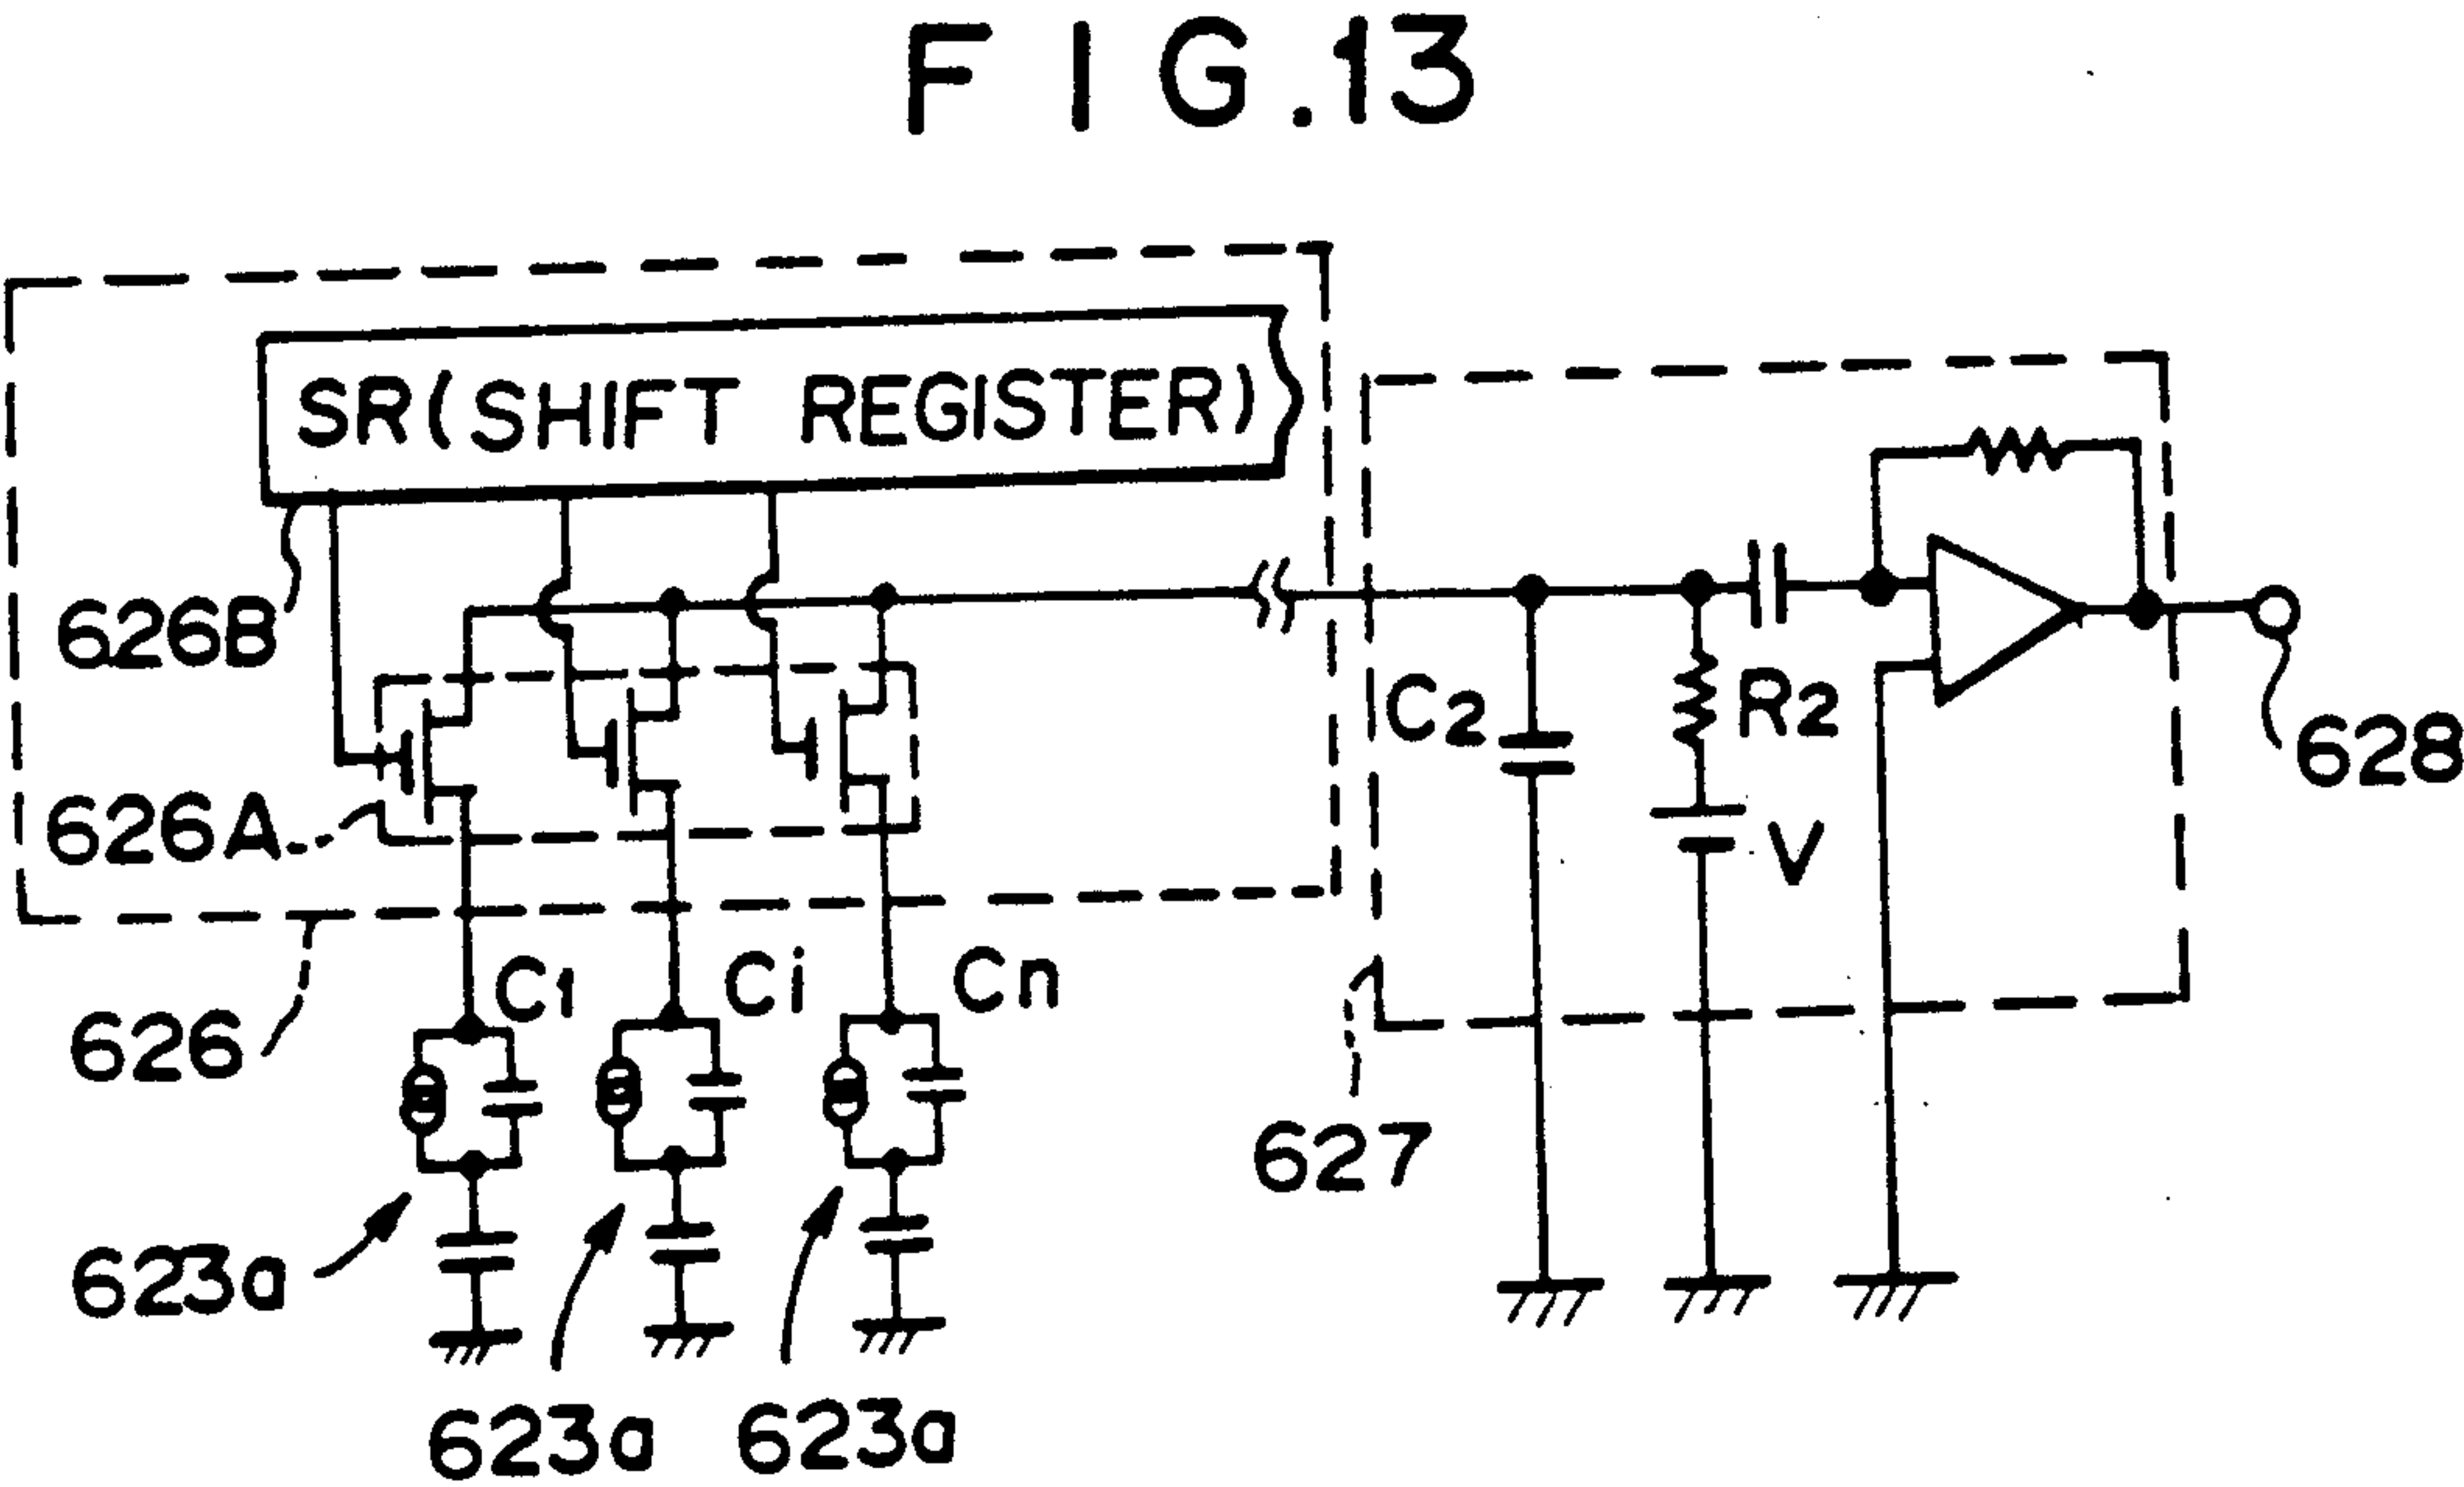 FIG.13
SR(SHIFT REGISTER)
626B
626A
C2
R2
V
628
C1
Ci
Cn
626
627
623a
623a
623a